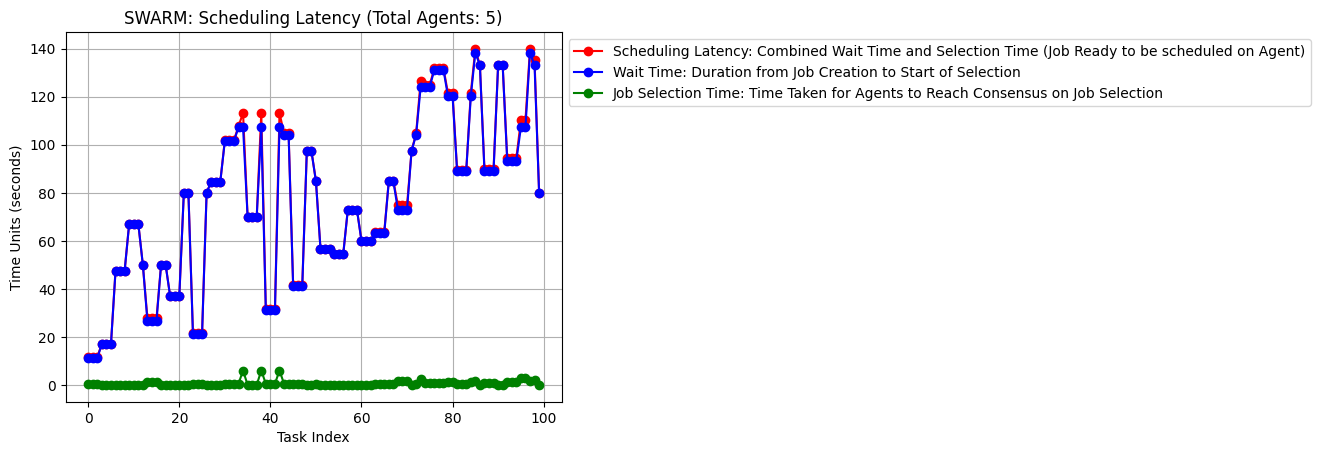 SWARM: Scheduling Latency (Total Agents: 5)
Scheduling Latency: Combined Wait Time and Selection Time (Job Ready to be scheduled on Agent)
Wait Time: Duration from Job Creation to Start of Selection
Job Selection Time: Time Taken for Agents to Reach Consensus on Job Selection
Time Units (seconds)
140
120
100
80
60
40
20
0
0 20 40 60 80 100
Task Index